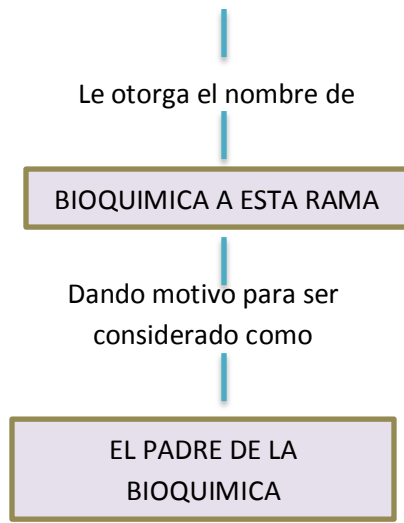 Le otorga el nombre de
BIOQUIMICA A ESTA RAMA
Dando motivo para ser
considerado como
EL PADRE DE LA
BIOQUIMICA